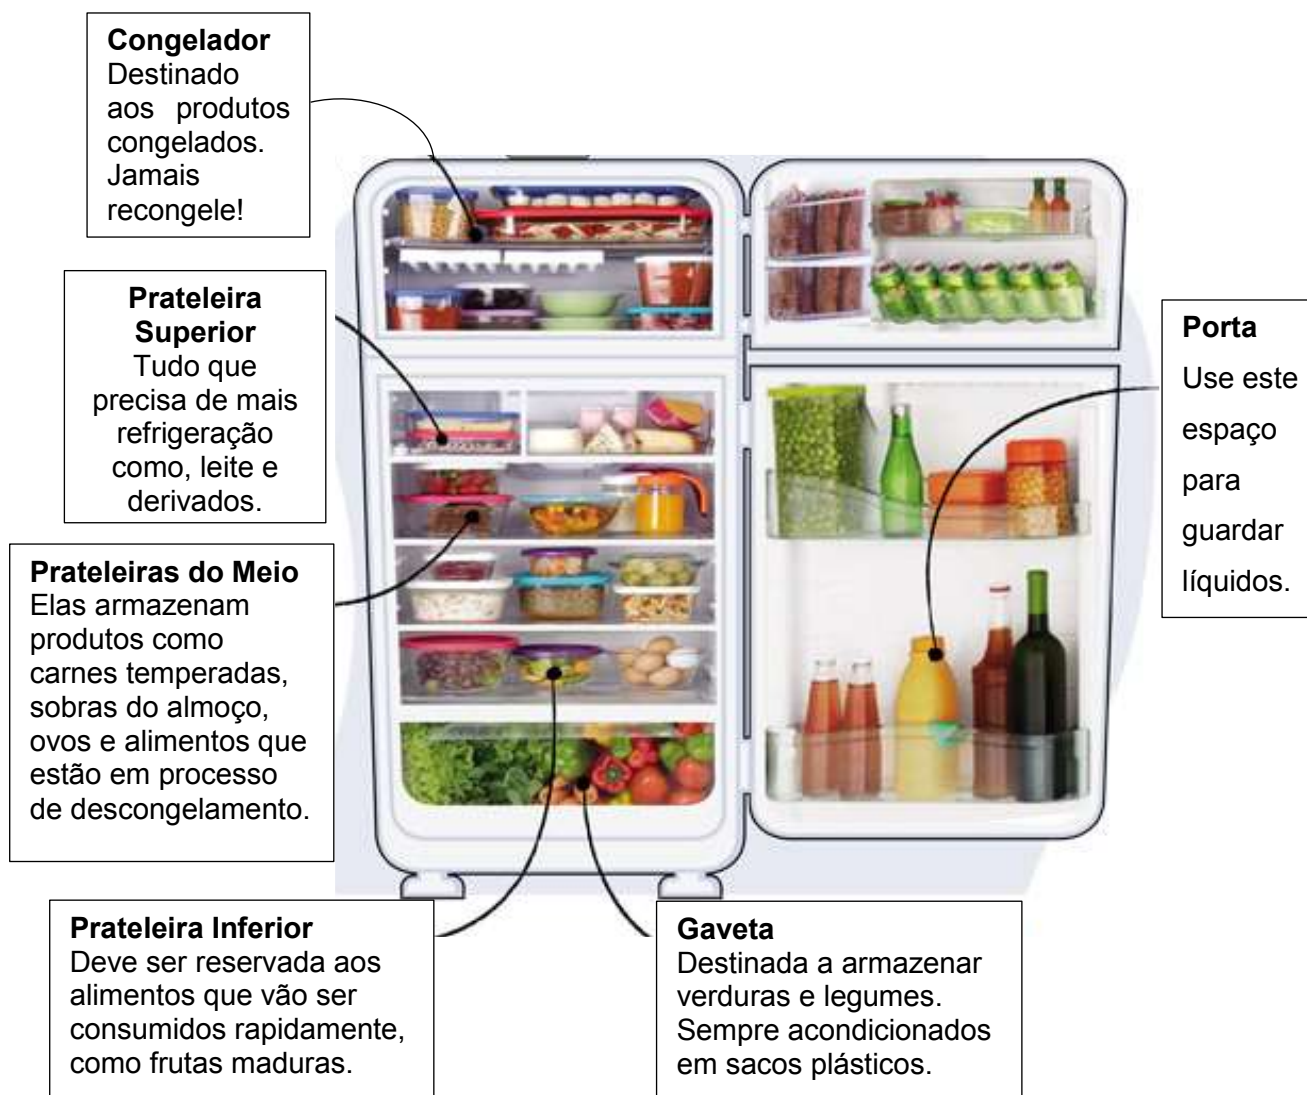 Congelador
Destinado
aos produtos
congelados.
Jamais
recongele!
Prateleira
Superior
Tudo que
precisa de mais
refrigeração
como, leite e
derivados.
Porta
Use este
espaço
para
guardar
líquidos.
Prateleiras do Meio
Elas armazenam
produtos como
carnes temperadas,
sobras do almoço,
ovos e alimentos que
estão em processo
de descongelamento.
Prateleira Inferior
Deve ser reservada aos
alimentos que vão ser
consumidos rapidamente,
como frutas maduras.
Gaveta
Destinada a armazenar
verduras e legumes.
Sempre acondicionados
em sacos plásticos.